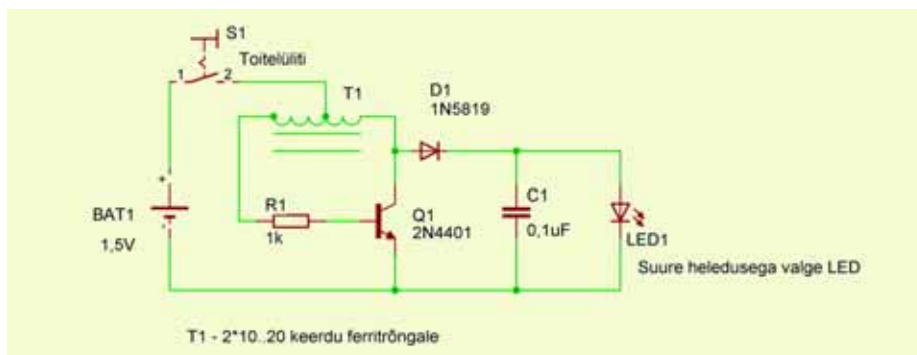 S1
Toitelüliti
1 2
T1
D1
1N5819
+
BAT1
-
1,5V
R1
1k
Q1
2N4401
C1
0,1uF
LED1
Suure heledusega valge LED
T1 - 2*10..20 keerdu ferritrõngale